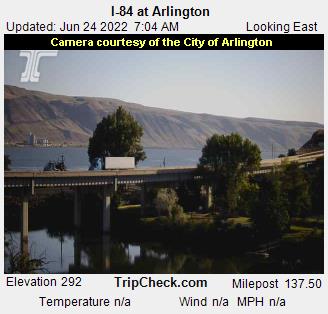 I-84 at Arlington
Updated: Jun 24 2022 7:04 AM Looking East
Camera courtesy of the City of Arlington
Elevation 292 TripCheck.com Milepost 137.50
Temperature n/a Wind n/a MPH n/a